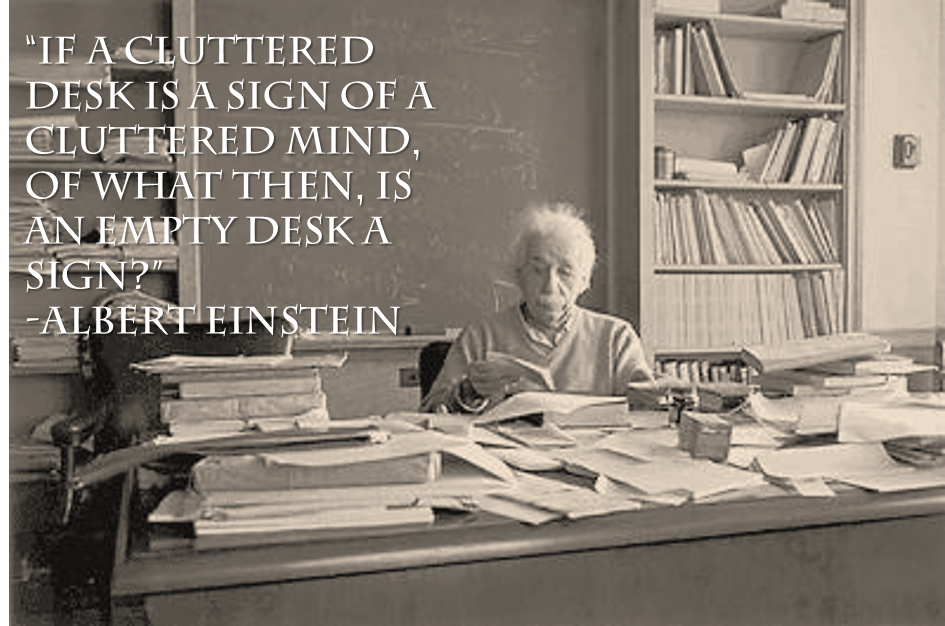 “IF A CLUTTERED
DESK IS A SIGN OF A
CLUTTERED MIND,
OF WHAT THEN, IS
AN EMPTY DESK A
SIGN?”
-ALBERT EINSTEIN